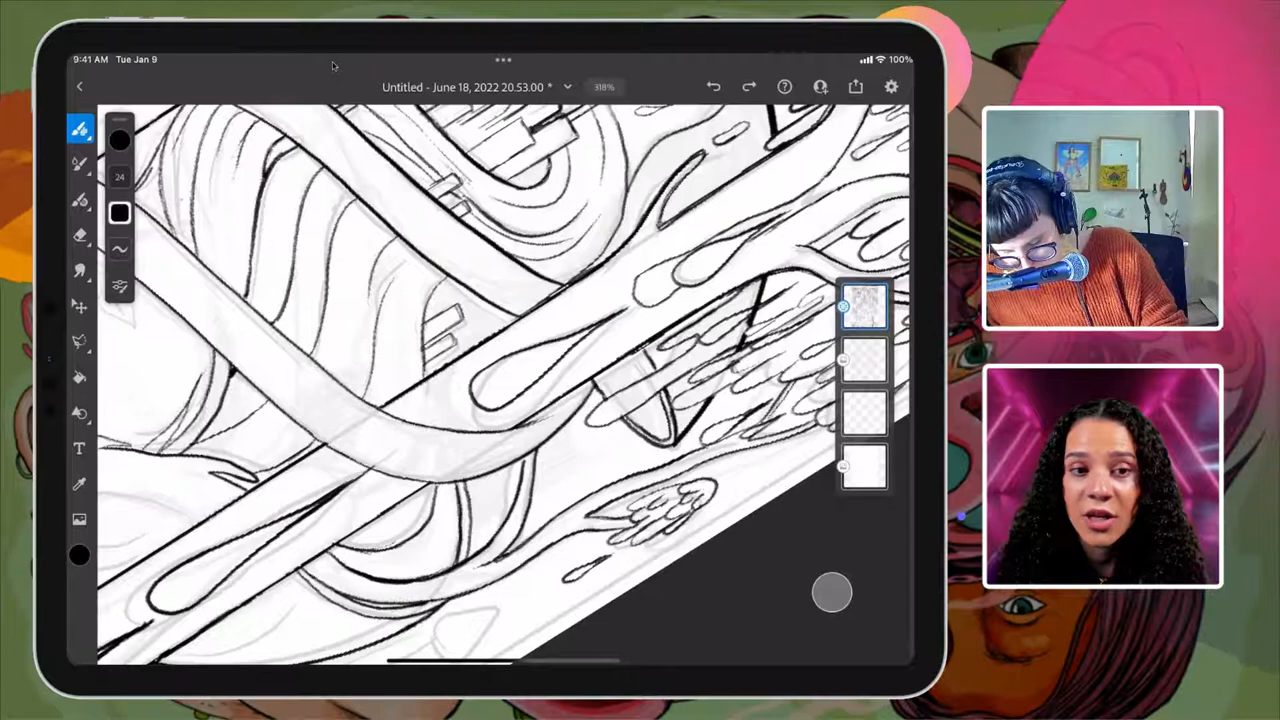 9:41 AM Tue Jan 9
100%
Untitled - June 18, 2022 20.53.00 *
318%
24
T